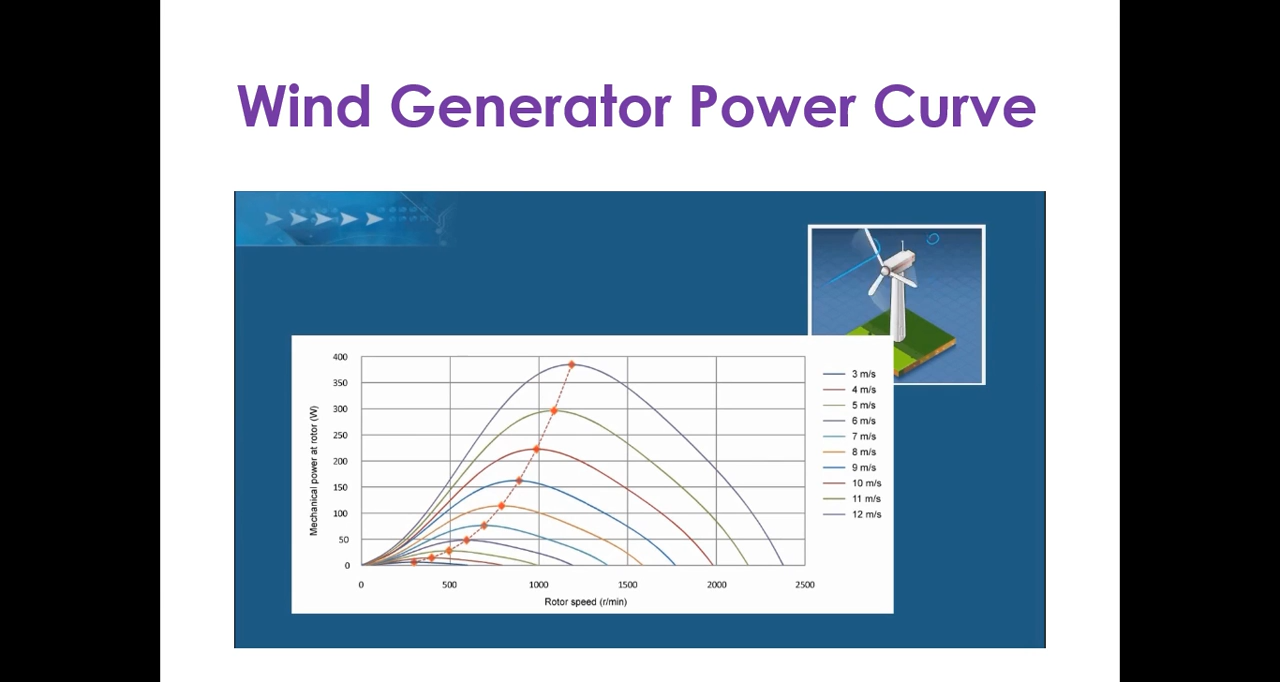 Wind Generator Power Curve
Mechanical power at rotor (W)
400
350
300
250
200
150
100
50
0
0 500 1000 1500 2000 2500
Rotor speed (r/min)
3 m/s
4 m/s
5 m/s
6 m/s
7 m/s
8 m/s
9 m/s
10 m/s
11 m/s
12 m/s